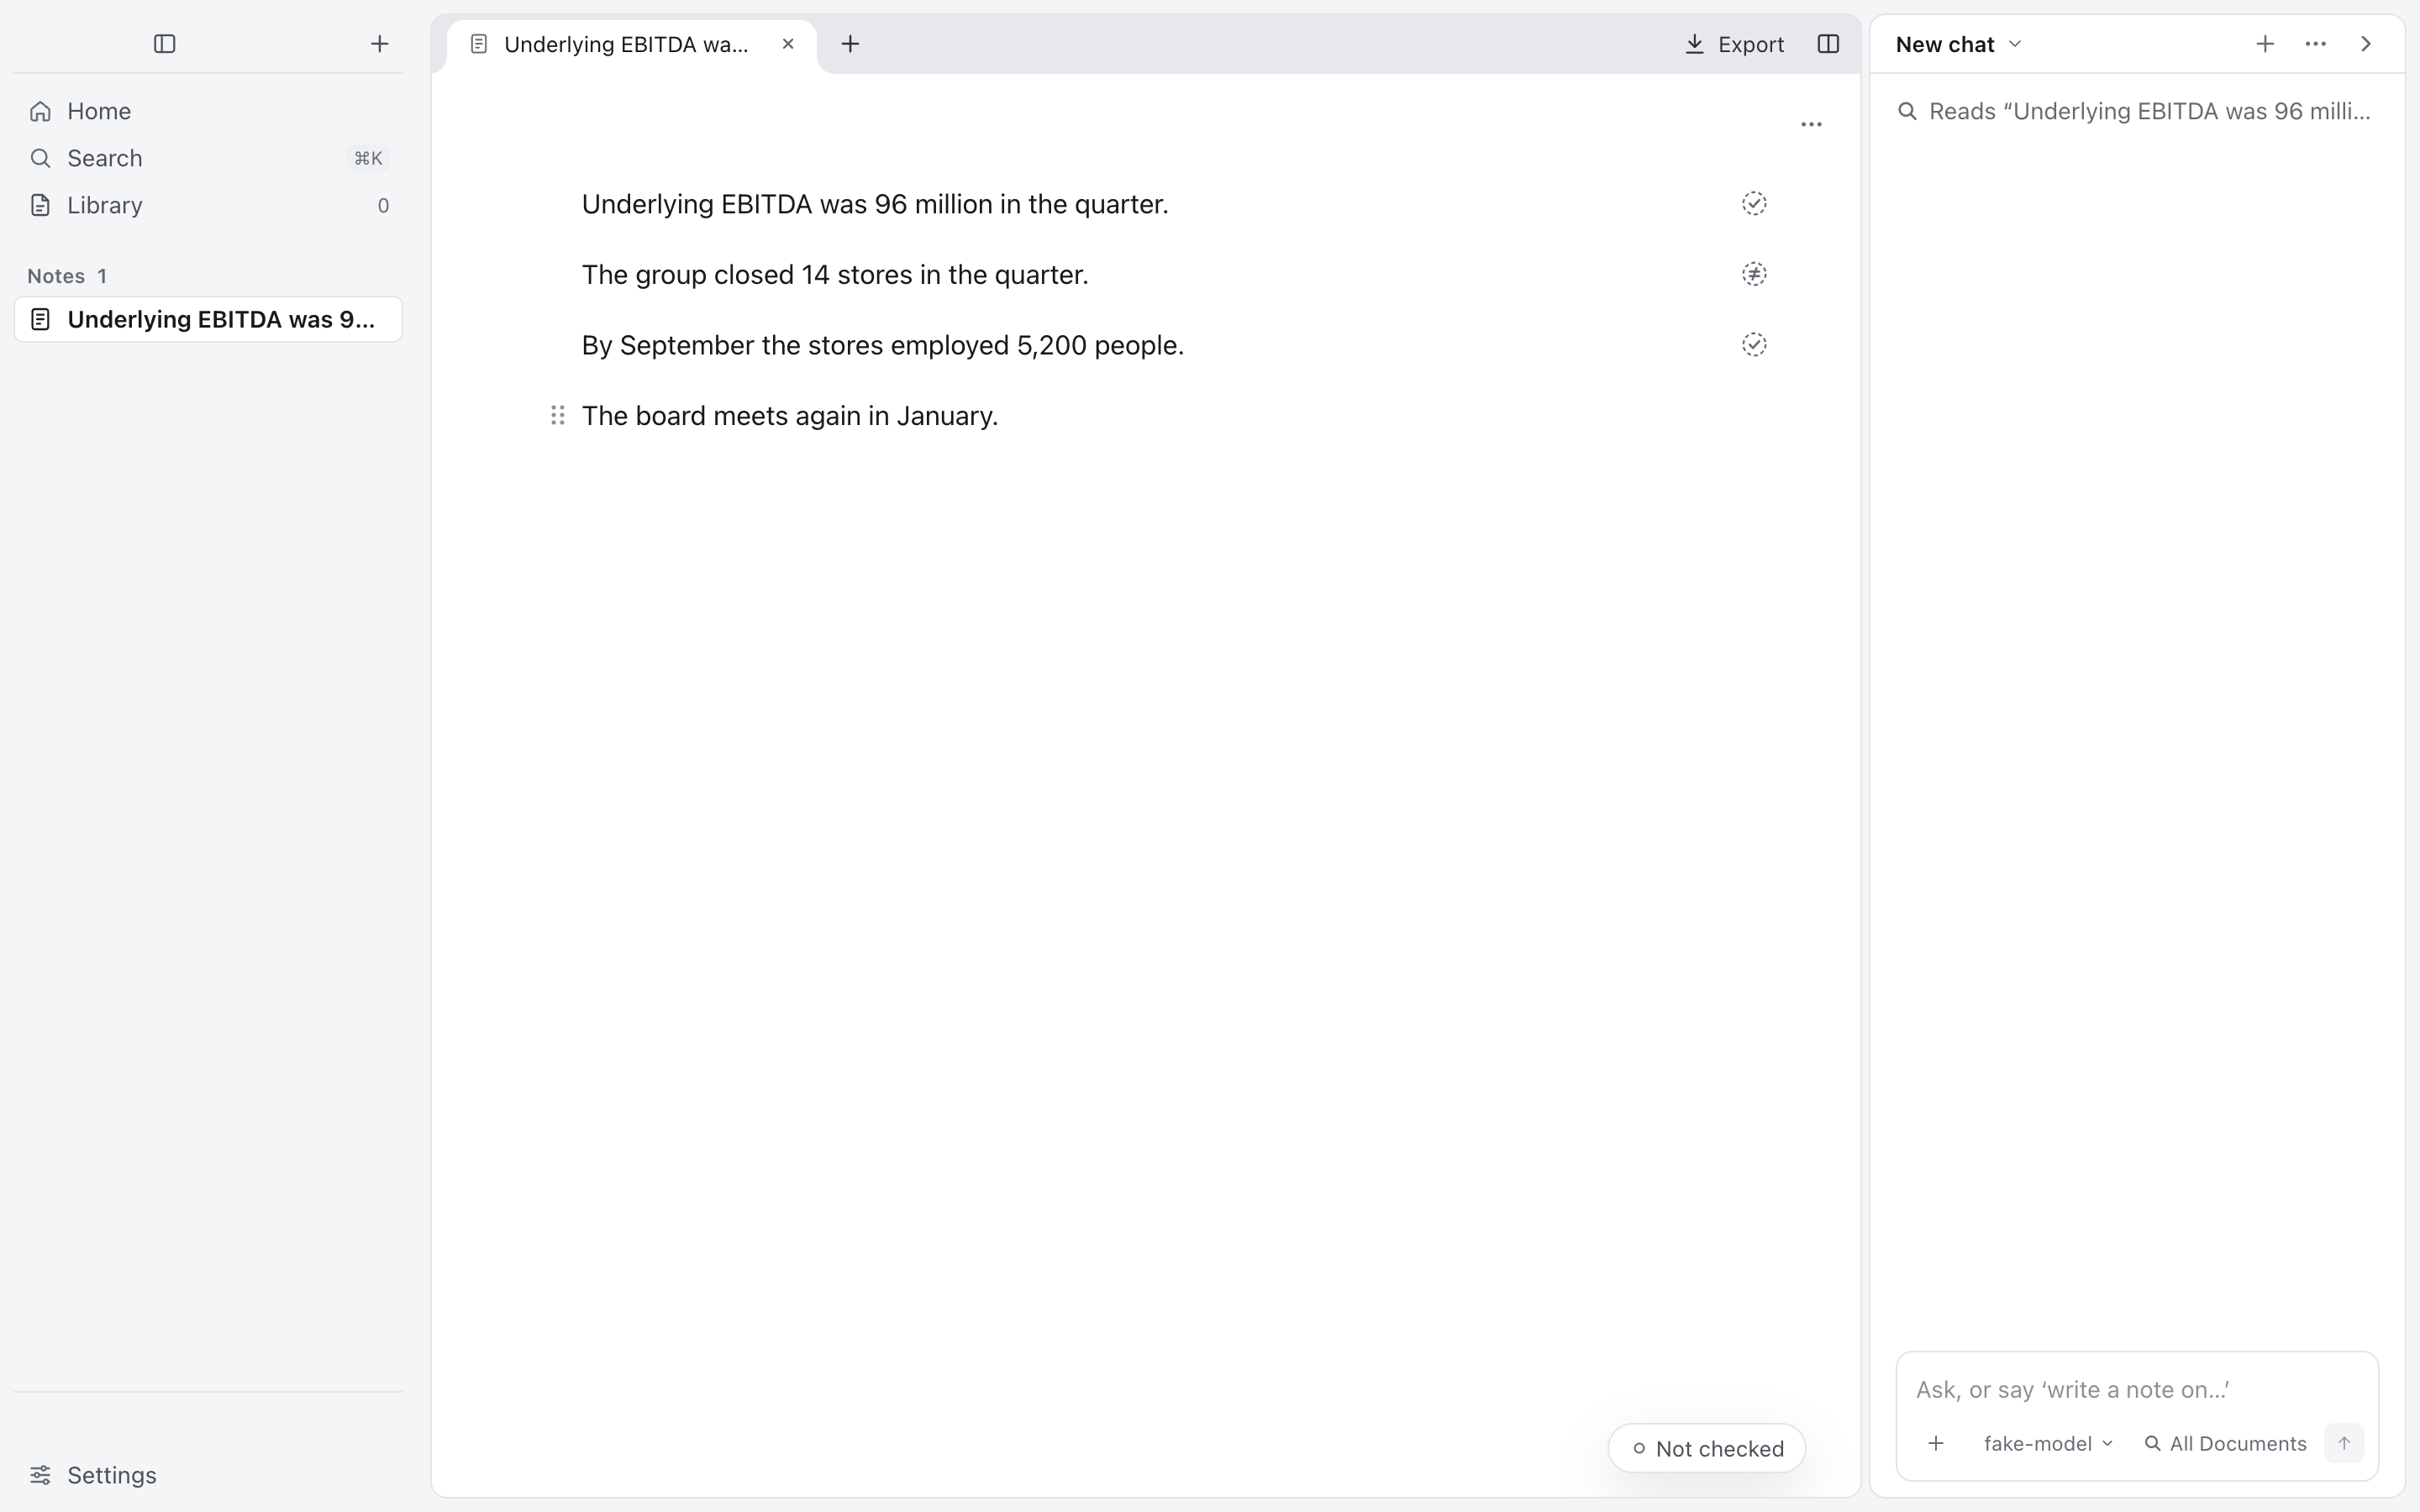 Underlying EBITDA wa...
Export
New chat
Home
Search ⌘K
Library 0
Notes 1
Underlying EBITDA was 9...
Settings
Underlying EBITDA was 96 million in the quarter.
The group closed 14 stores in the quarter.
By September the stores employed 5,200 people.
The board meets again in January.
Not checked
Reads “Underlying EBITDA was 96 milli...
Ask, or say ‘write a note on...’
fake-model
All Documents